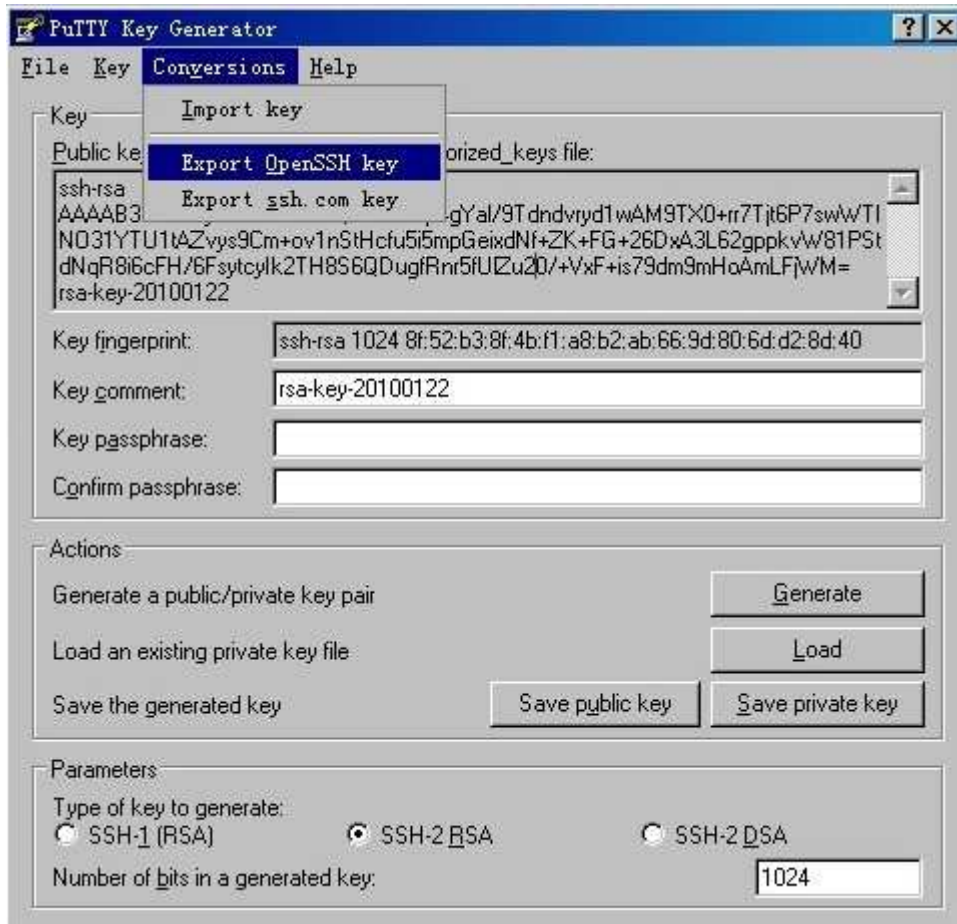 PuTTY Key Generator
File Key Conversions Help
Import key
Export OpenSSH key
Export ssh.com key
Key
Public ke orized_keys file:
ssh-rsa
AAAAB3 gYal/9Tdndvryd1wAM9TX0+rr7Tjt6P7swWTI
NO31YTU1tAZvys9Cm+ov1nStHcfu5i5mpGeixdNf+ZK+FG+26DxA3L62gppkvW81PSt
dNqR8i6cFH/6Fsytcylk2TH8S6QDugfRnr5fUIZu20/+VxF+is79dm9mHoAmLFjWM=
rsa-key-20100122
Key fingerprint: ssh-rsa 1024 8f:52:b3:8f:4b:f1:a8:b2:ab:66:9d:80:6d:d2:8d:40
Key comment: rsa-key-20100122
Key passphrase:
Confirm passphrase:
Actions
Generate a public/private key pair Generate
Load an existing private key file Load
Save the generated key Save public key Save private key
Parameters
Type of key to generate:
SSH-1 (RSA) SSH-2 RSA SSH-2 DSA
Number of bits in a generated key: 1024